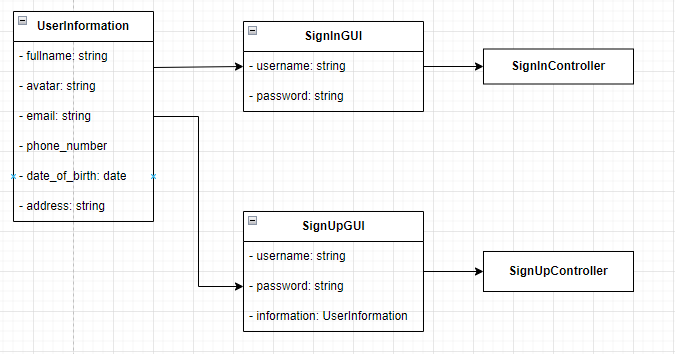 UserInformation
- fullname: string
- avatar: string
- email: string
- phone_number
- date_of_birth: date
- address: string
SignInGUI
- username: string
- password: string
SignInController
SignUpGUI
- username: string
- password: string
- information: UserInformation
SignUpController